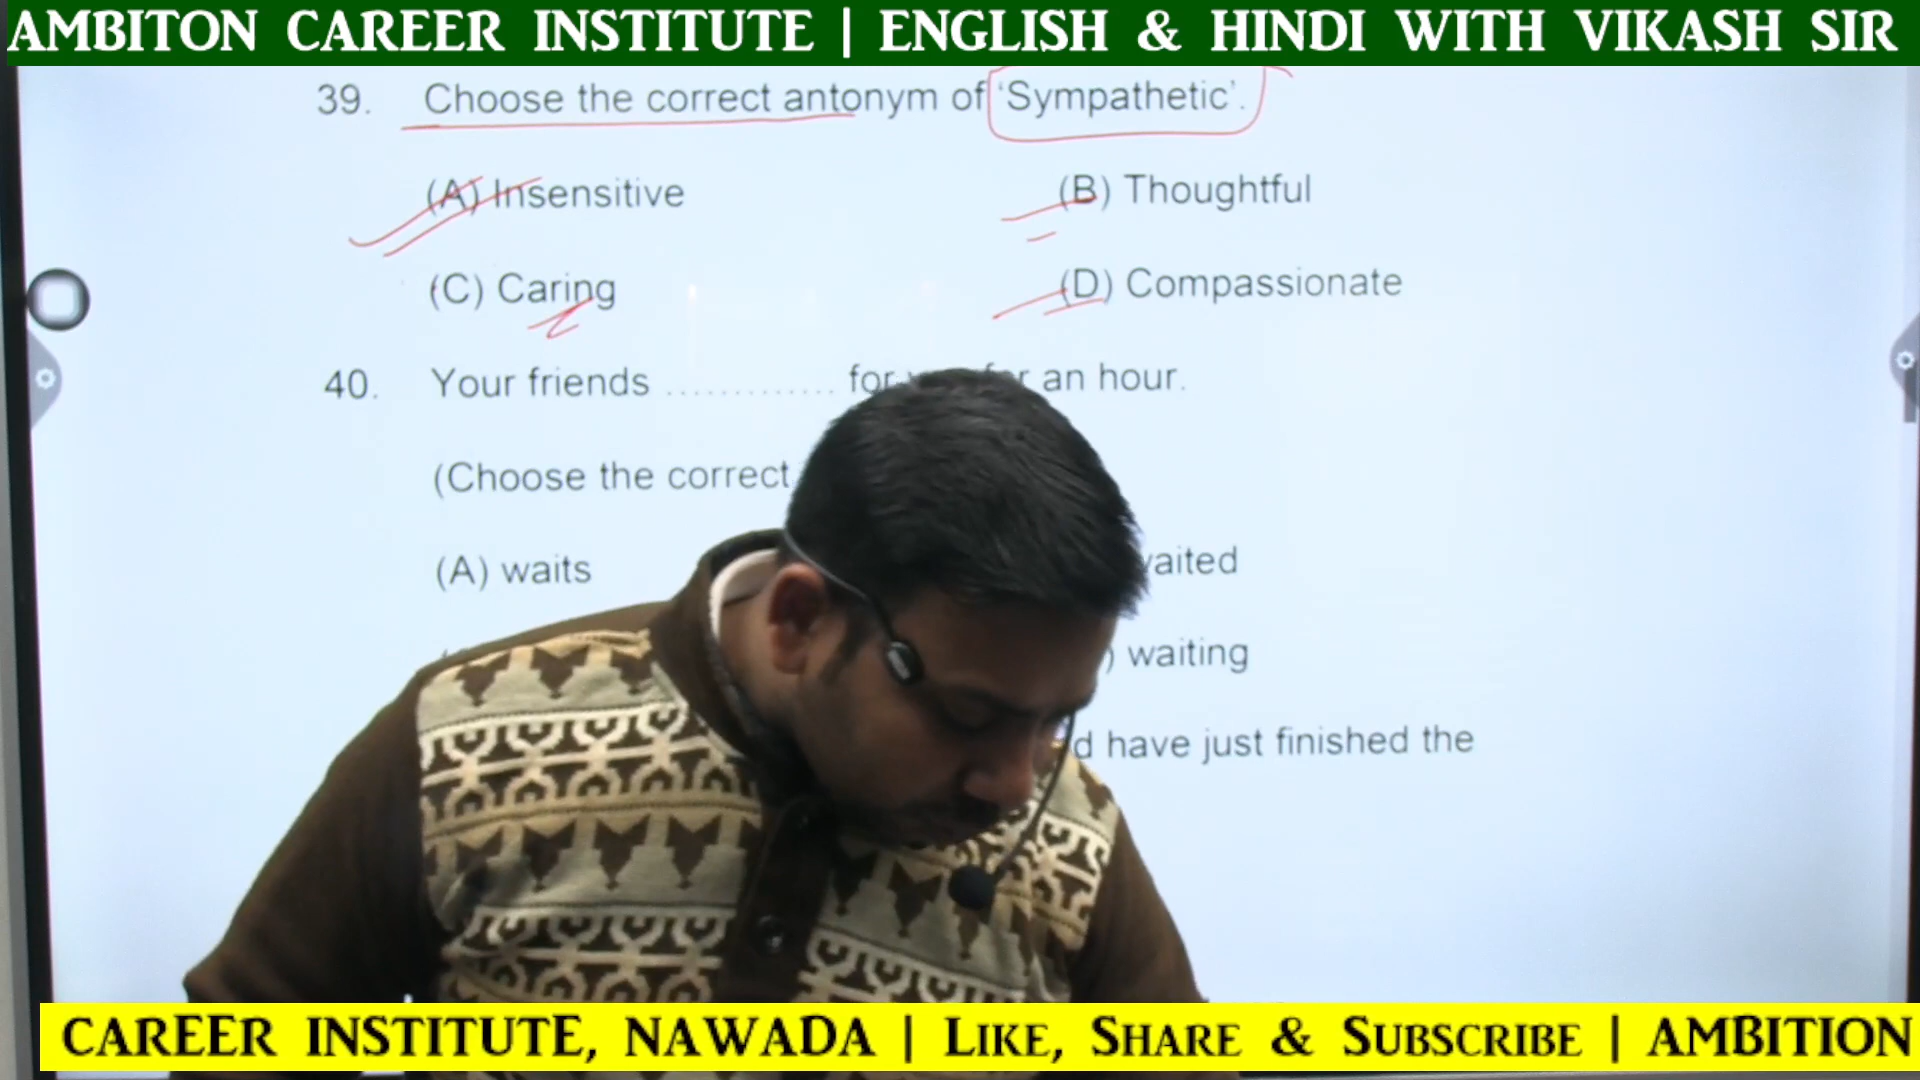 AMBITON CAREER INSTITUTE | ENGLISH & HINDI WITH VIKASH SIR
39. Choose the correct antonym of 'Sympathetic'.
(A) Insensitive (B) Thoughtful
(C) Caring (D) Compassionate
40. Your friends ............. for an hour.
(Choose the correct
(A) waits
) waiting
have just finished the
CAREER INSTITUTE, NAWADA | LIKE, SHARE & SUBSCRIBE | AMBITION